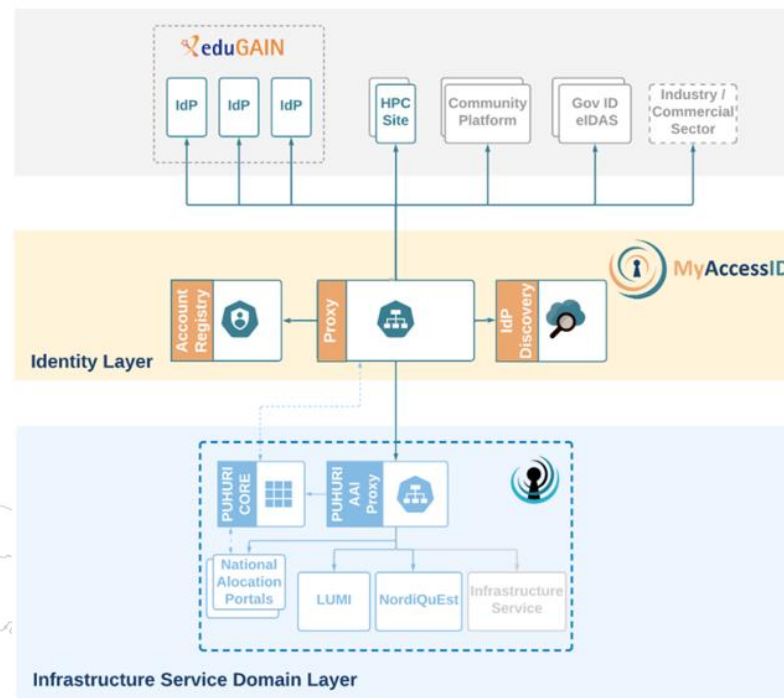 eduGAIN
IdP
IdP
IdP
HPC
Site
Community
Platform
Gov ID
eIDAS
Industry /
Commercial
Sector
MyAccessID
Account
Registry
Proxy
IdP
Discovery
Identity Layer
PUHURI
CORE
PUHURI
AAI
Proxy
National
Alocation
Portals
LUMI
NordiQuEst
Infrastructure
Service
Infrastructure Service Domain Layer